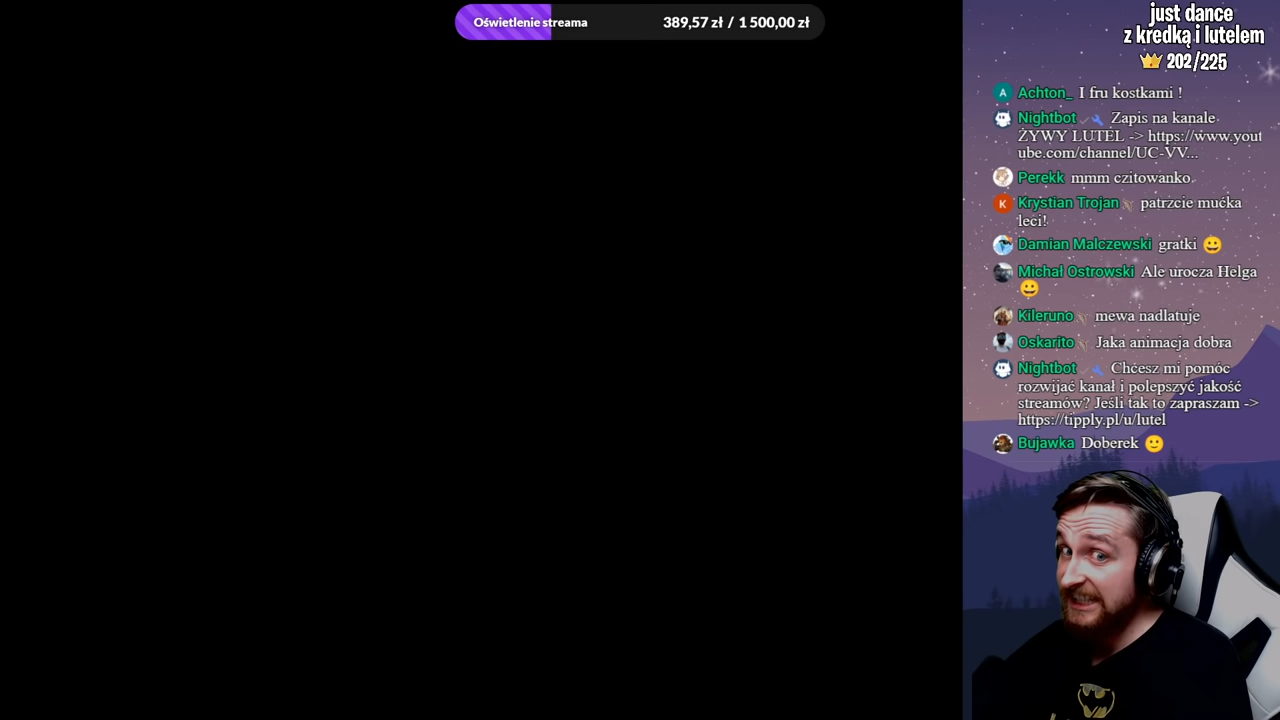 Oświetlenie streama
389,57 zł / 1 500,00 zł
just dance
z kredką i lutelem
202/225
A Achton_ I fru kostkami !
Nightbot Zapis na kanale
ŻYWY LUTEL -> https://www.yout
ube.com/channel/UC-VV...
Perekk mmm czitowanko
K Krystian Trojan patrzcie mućka
leci!
Damian Malczewski gratki 😀
Michał Ostrowski Ale urocza Helga
😀
Kileruno mewa nadlatuje
Oskarito Jaka animacja dobra
Nightbot Chcesz mi pomóc
rozwijać kanał i polepszyć jakość
streamów? Jeśli tak to zapraszam ->
https://tipply.pl/u/lutel
Bujawka Doberek 🙂